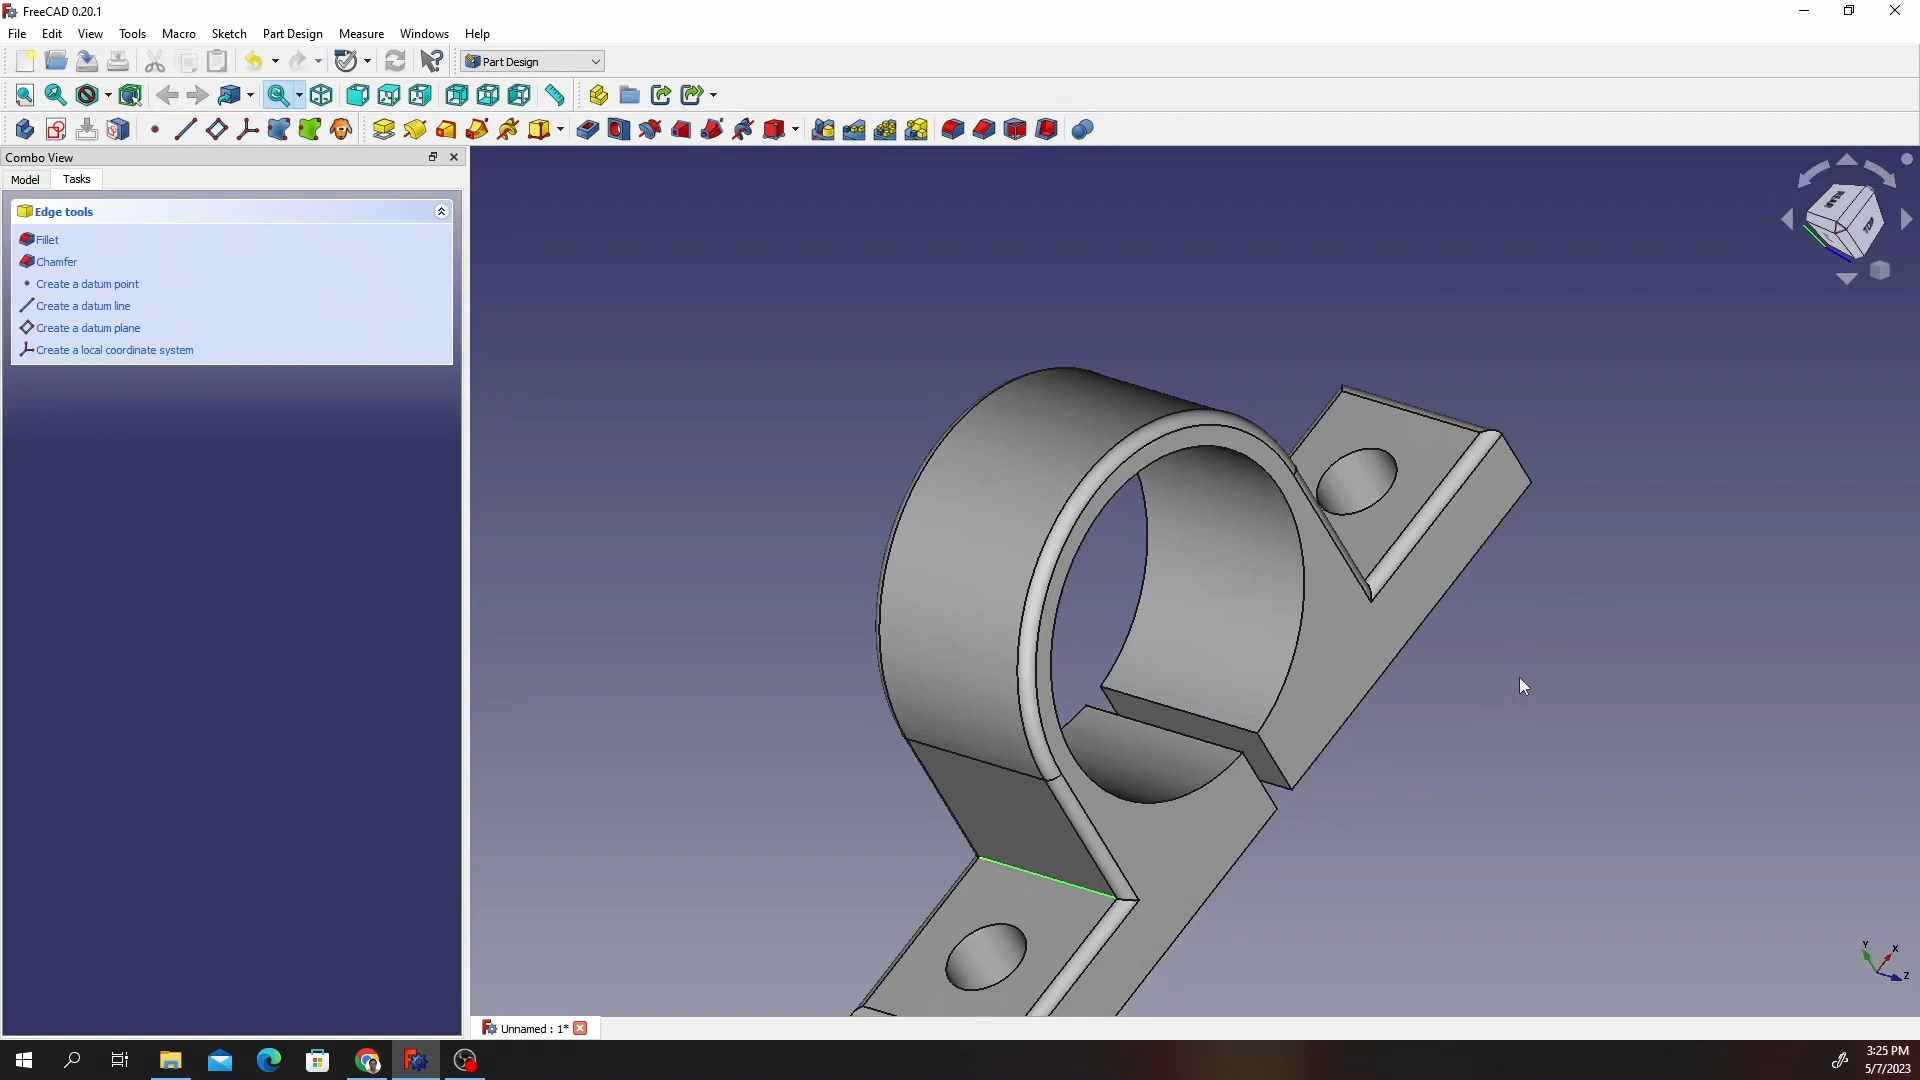 FreeCAD 0.20.1
File Edit View Tools Macro Sketch Part Design Measure Windows Help
Part Design
Combo View
Model Tasks
Edge tools
Fillet
Chamfer
Create a datum point
Create a datum line
Create a datum plane
Create a local coordinate system
REAR
TOP
Y
X
Z
Unnamed : 1*
3:25 PM
5/7/2023